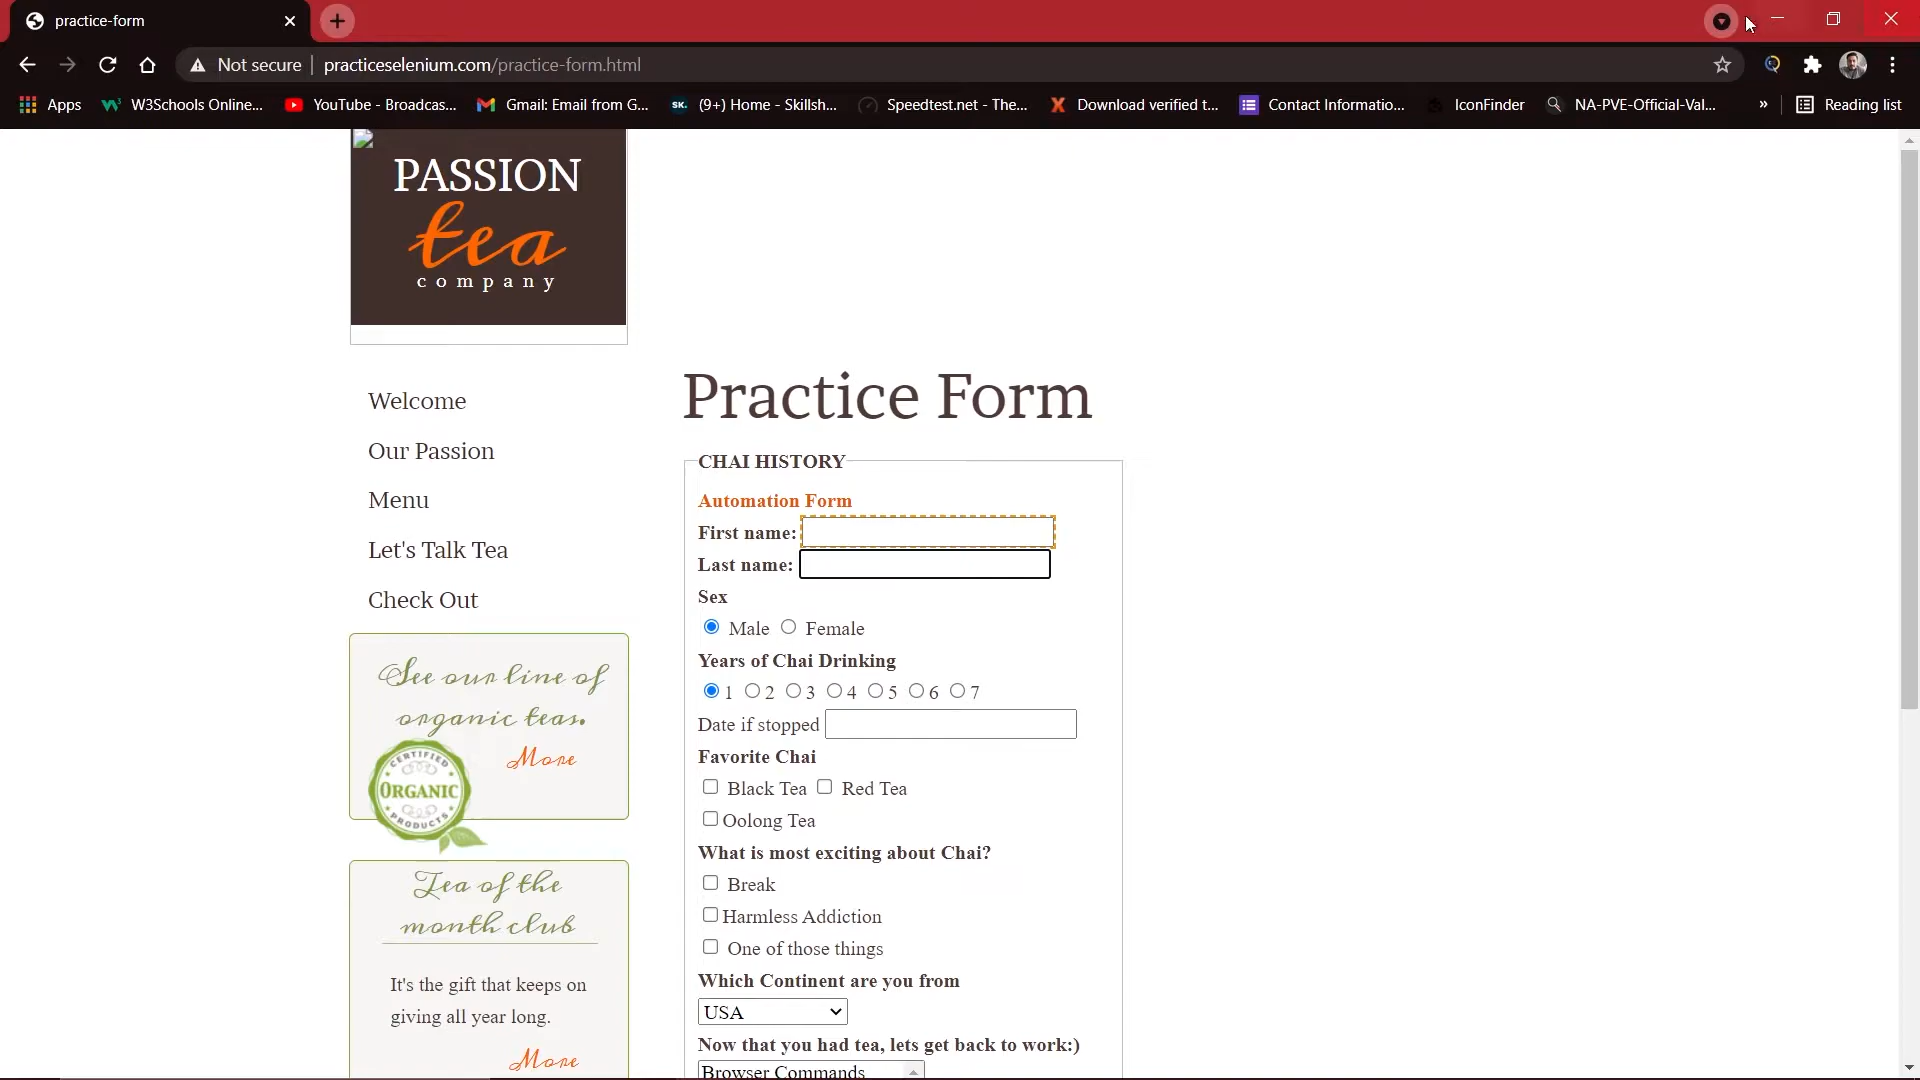 practice-form
Not secure practiceselenium.com/practice-form.html
Apps W3Schools Online... YouTube - Broadcas... Gmail: Email from G... SK. (9+) Home - Skillsh... Speedtest.net - The... Download verified t... Contact Informatio... IconFinder NA-PVE-Official-Val... » Reading list
PASSION
tea
company
Welcome
Our Passion
Menu
Let's Talk Tea
Check Out
See our line of
organic teas.
More
CERTIFIED
ORGANIC
PRODUCTS
Tea of the
month club
It's the gift that keeps on
giving all year long.
More
Practice Form
CHAI HISTORY
Automation Form
First name:
Last name:
Sex
Male Female
Years of Chai Drinking
1 2 3 4 5 6 7
Date if stopped
Favorite Chai
Black Tea Red Tea
Oolong Tea
What is most exciting about Chai?
Break
Harmless Addiction
One of those things
Which Continent are you from
USA
Now that you had tea, lets get back to work:)
Browser Commands